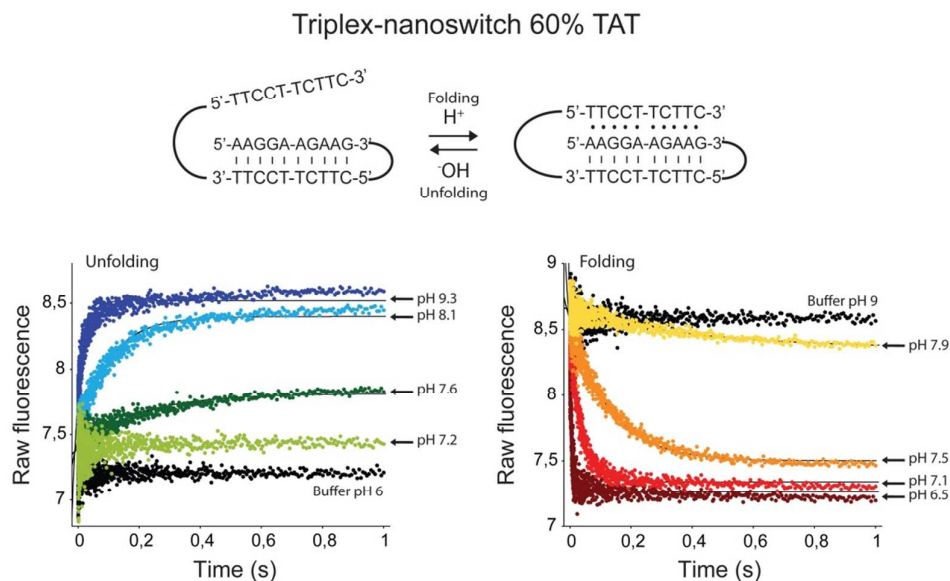 Triplex-nanoswitch 60% TAT
5'-TTCCT-TCTTC-3'
5'-AAGGA-AGAAG-3'
3'-TTCCT-TCTTC-5'
Folding
H+
-OH
Unfolding
5'-TTCCT-TCTTC-3'
5'-AAGGA-AGAAG-3'
3'-TTCCT-TCTTC-5'
Unfolding
Raw fluorescence
8,5
8
7,5
7
pH 9.3
pH 8.1
pH 7.6
pH 7.2
Buffer pH 6
0 0,2 0,4 0,6 0,8 1
Time (s)
Folding
Raw fluorescence
9
8,5
8
7,5
7
Buffer pH 9
pH 7.9
pH 7.5
pH 7.1
pH 6.5
0 0,2 0,4 0,6 0,8 1
Time (s)